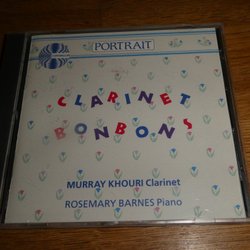 PORTRAIT
CLARINET
BONBONS
MURRAY KHOURI Clarinet
ROSEMARY BARNES Piano